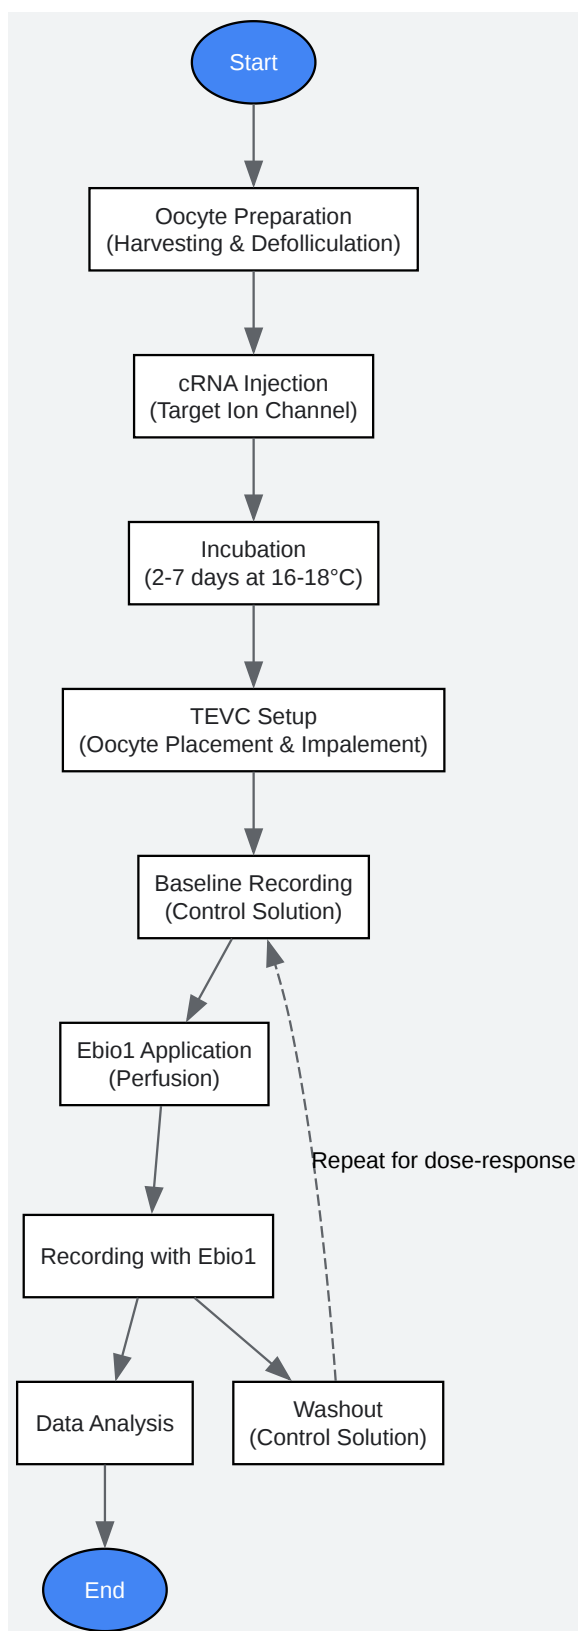 Start
Oocyte Preparation
(Harvesting & Defolliculation)
cRNA Injection
(Target Ion Channel)
Incubation
(2-7 days at 16-18°C)
TEVC Setup
(Oocyte Placement & Impalement)
Baseline Recording
(Control Solution)
Ebio1 Application
(Perfusion)
Repeat for dose-response
Recording with Ebio1
Data Analysis
Washout
(Control Solution)
End